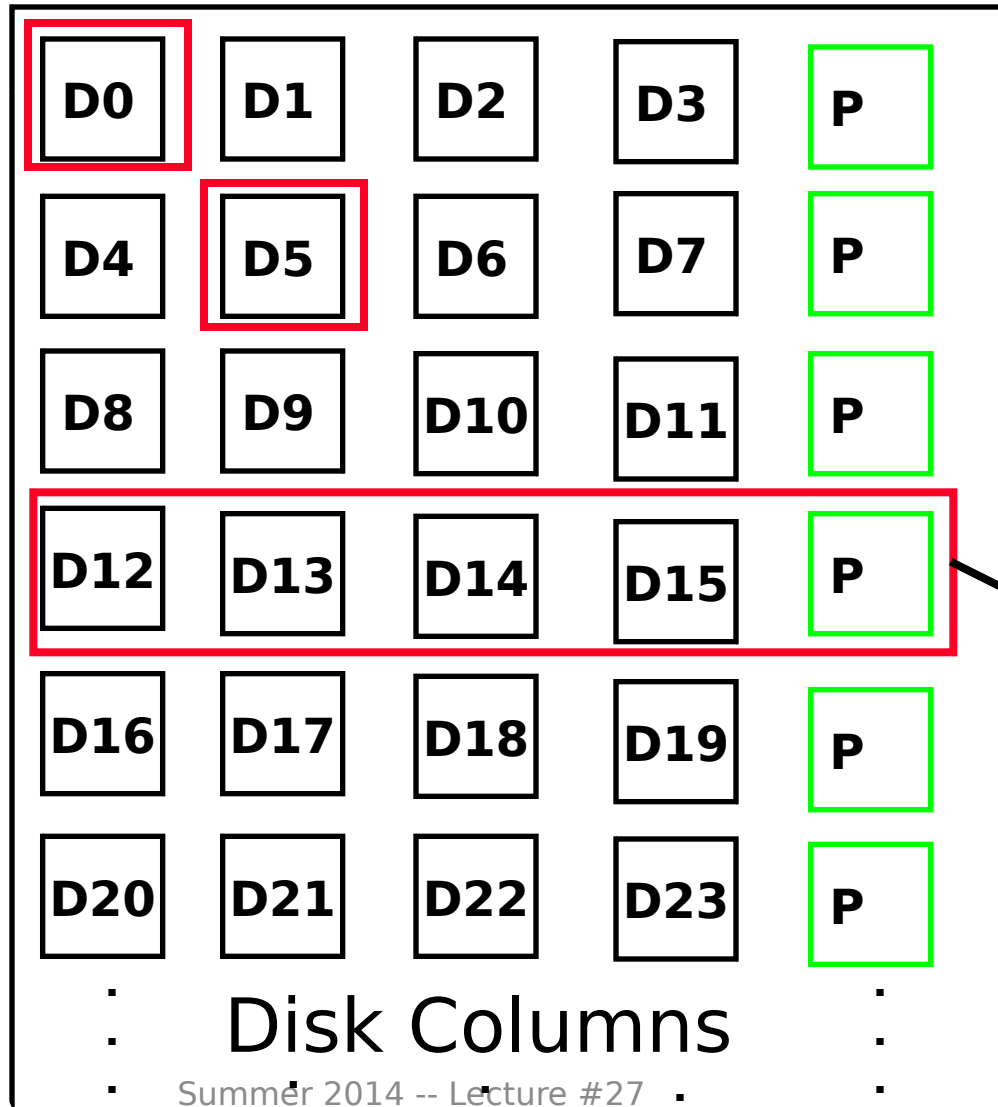 D0 D1 D2 D3 P
D4 D5 D6 D7 P
D8 D9 D10 D11 P
D12 D13 D14 D15 P
D16 D17 D18 D19 P
D20 D21 D22 D23 P
Disk Columns
Summer 2014 -- Lecture #27